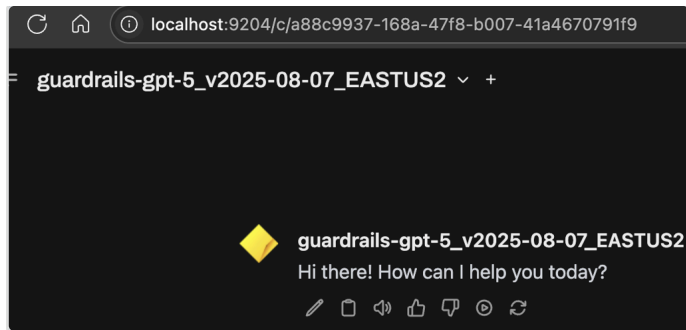 localhost:9204/c/a88c9937-168a-47f8-b007-41a4670791f9
guardrails-gpt-5_v2025-08-07_EASTUS2
guardrails-gpt-5_v2025-08-07_EASTUS2
Hi there! How can I help you today?